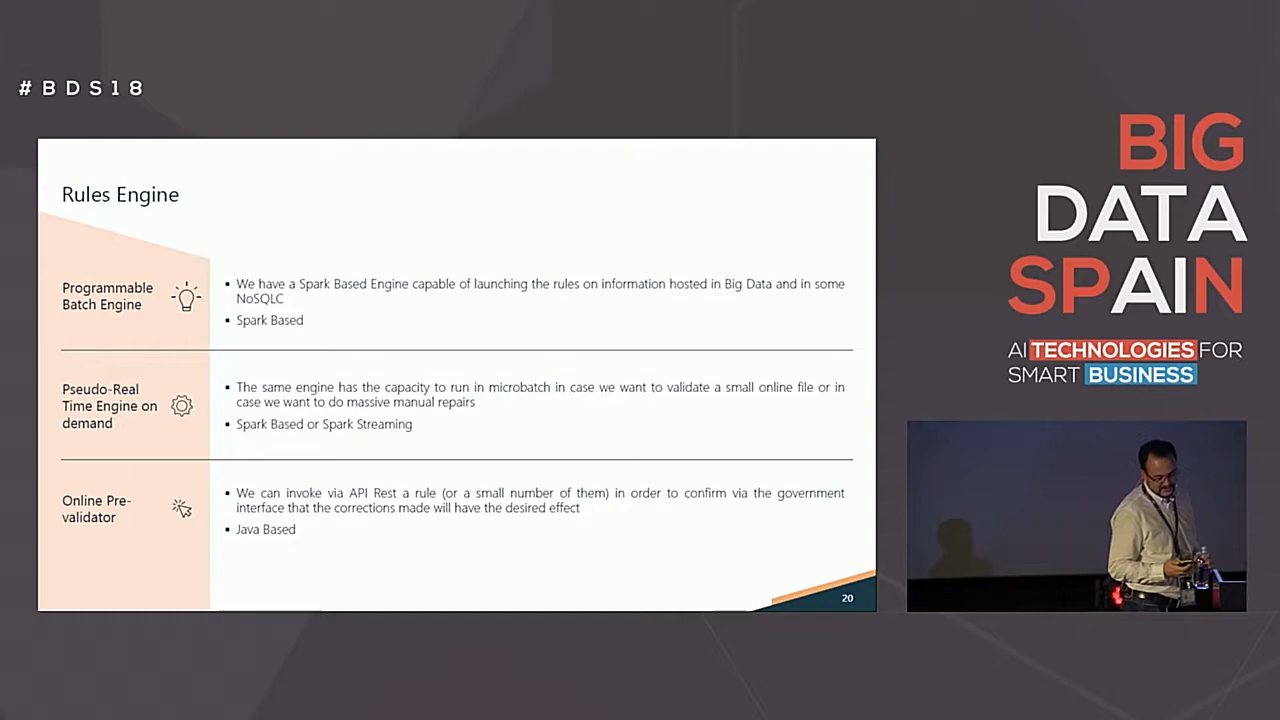 #BDS18
Rules Engine
Programmable
Batch Engine
▪ We have a Spark Based Engine capable of launching the rules on information hosted in Big Data and in some
NoSQLC
▪ Spark Based
Pseudo-Real
Time Engine on
demand
▪ The same engine has the capacity to run in microbatch in case we want to validate a small online file or in
case we want to do massive manual repairs
▪ Spark Based or Spark Streaming
Online Pre-
validator
▪ We can invoke via API Rest a rule (or a small number of them) in order to confirm via the government
interface that the corrections made will have the desired effect
▪ Java Based
20
BIG
DATA
SPAIN
AI TECHNOLOGIES FOR
SMART BUSINESS